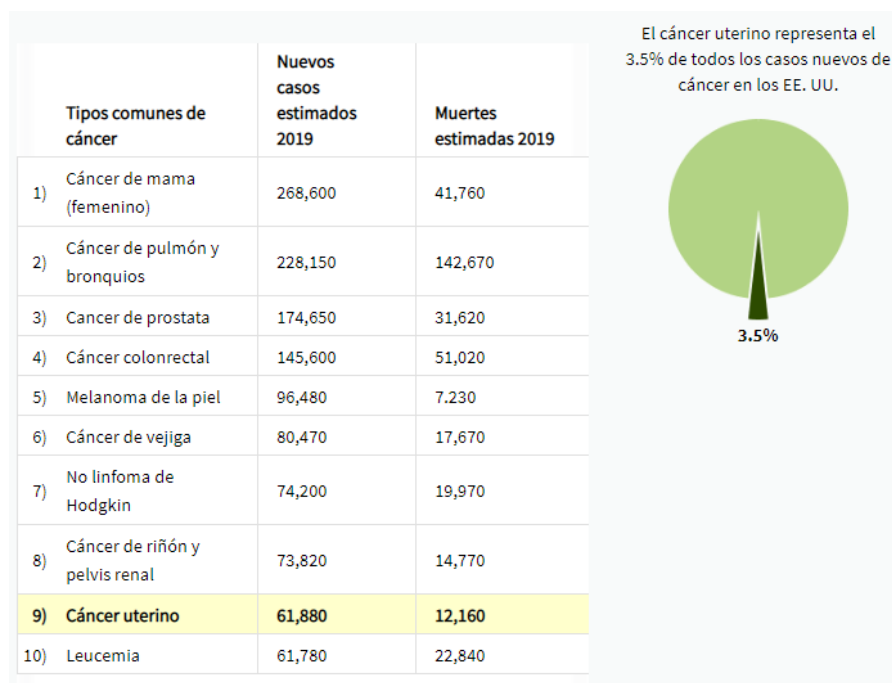 Tipos comunes de cáncer Nuevos casos estimados 2019 Muertes estimadas 2019
1) Cáncer de mama (femenino) 268,600 41,760
2) Cáncer de pulmón y bronquios 228,150 142,670
3) Cancer de prostata 174,650 31,620
4) Cáncer colonrectal 145,600 51,020
5) Melanoma de la piel 96,480 7.230
6) Cáncer de vejiga 80,470 17,670
7) No linfoma de Hodgkin 74,200 19,970
8) Cáncer de riñón y pelvis renal 73,820 14,770
9) Cáncer uterino 61,880 12,160
10) Leucemia 61,780 22,840
El cáncer uterino representa el
3.5% de todos los casos nuevos de
cáncer en los EE. UU.
3.5%